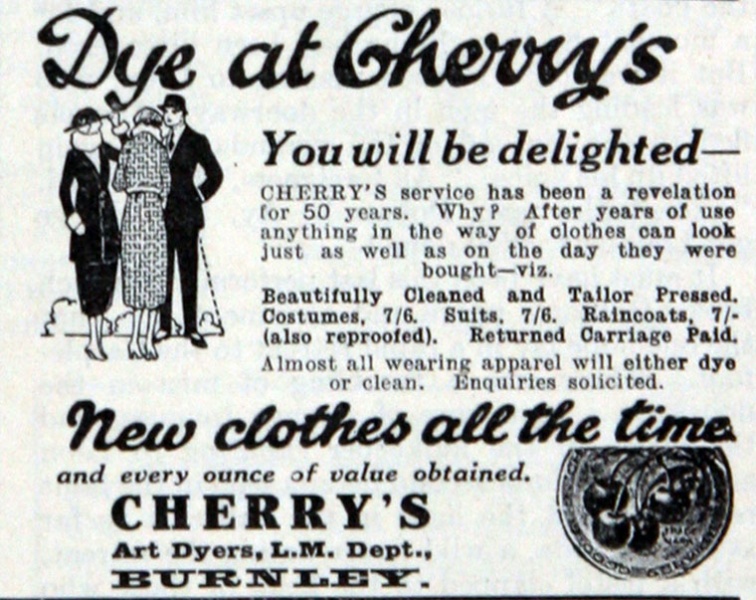 Dye at Cherry's
You will be delighted—
CHERRY'S service has been a revelation
for 50 years. Why? After years of use
anything in the way of clothes can look
just as well as on the day they were
bought—viz.
Beautifully Cleaned and Tailor Pressed.
Costumes, 7/6. Suits, 7/6. Raincoats, 7/-
(also reproofed). Returned Carriage Paid.
Almost all wearing apparel will either dye
or clean. Enquiries solicited.
New clothes all the time
and every ounce of value obtained.
CHERRY'S
Art Dyers, L.M. Dept.,
BURNLEY.